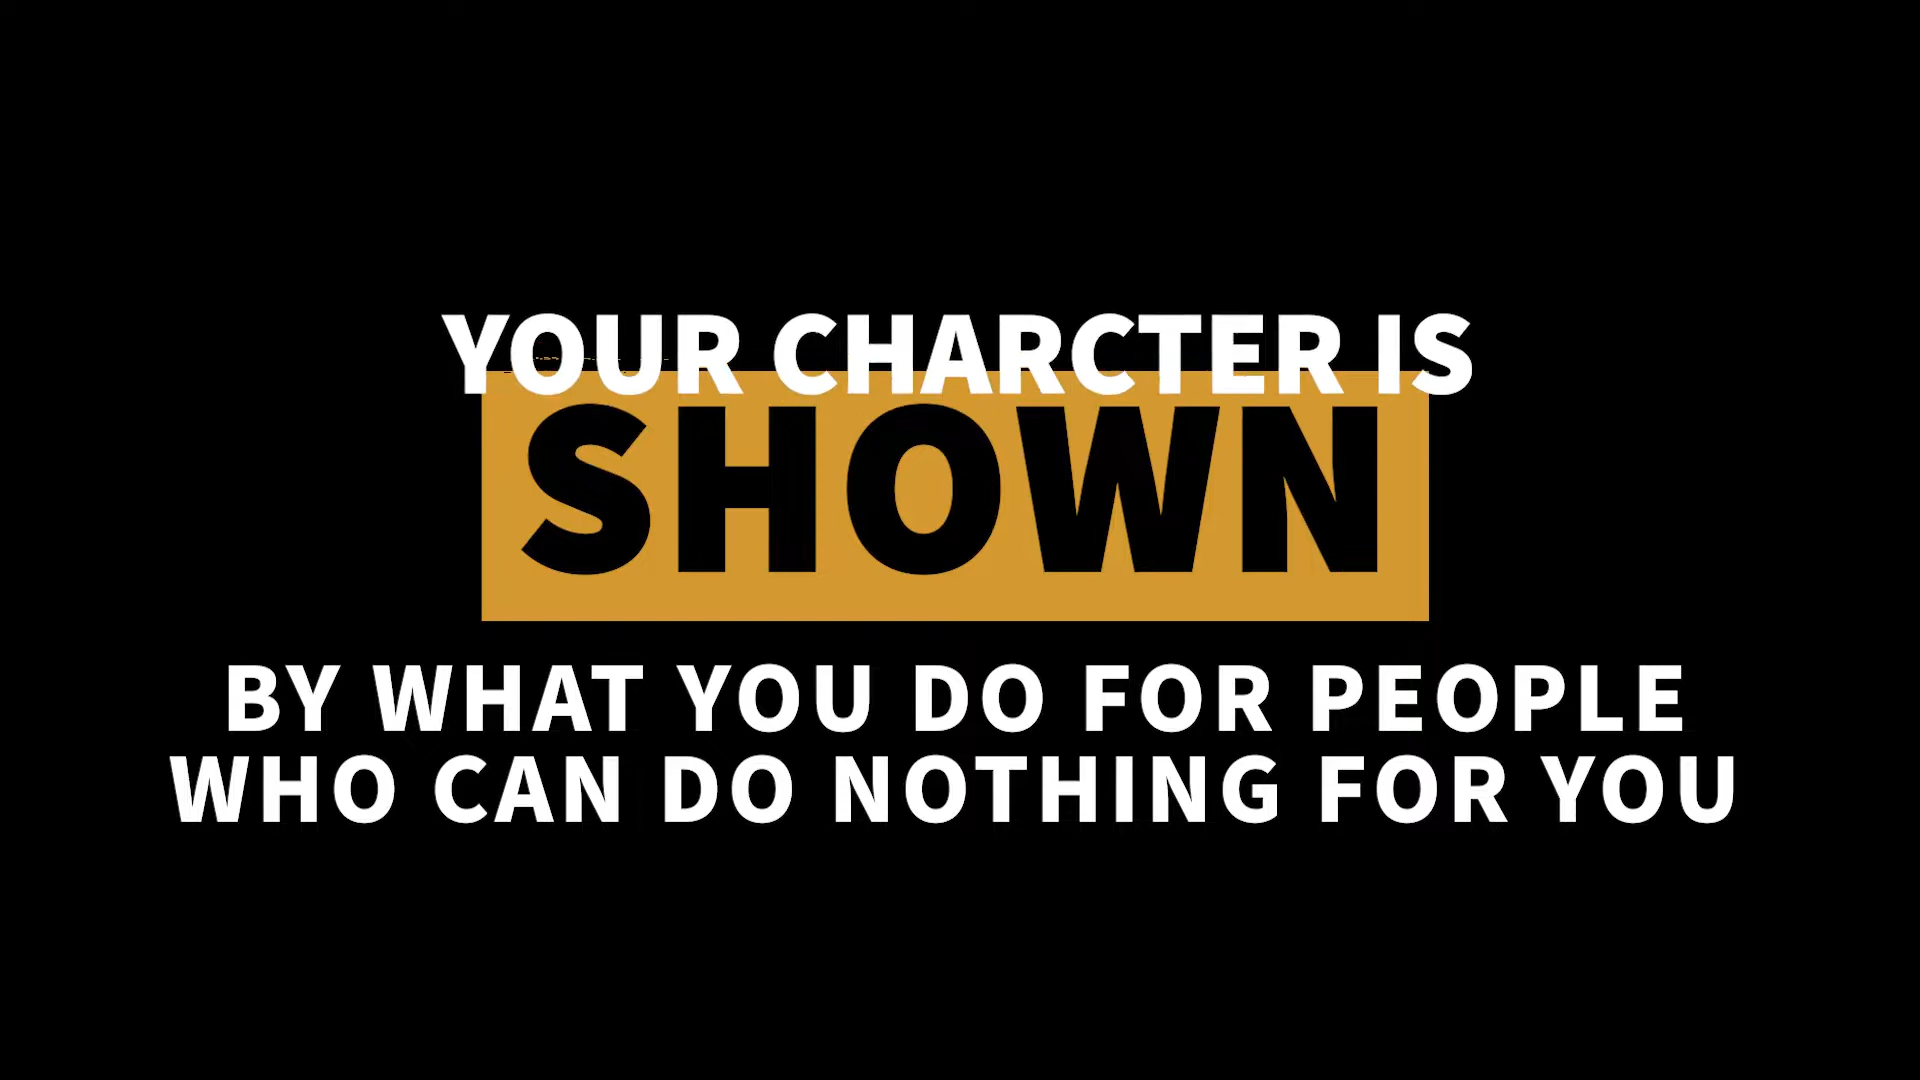 YOUR CHARCTER IS
SHOWN
BY WHAT YOU DO FOR PEOPLE
WHO CAN DO NOTHING FOR YOU